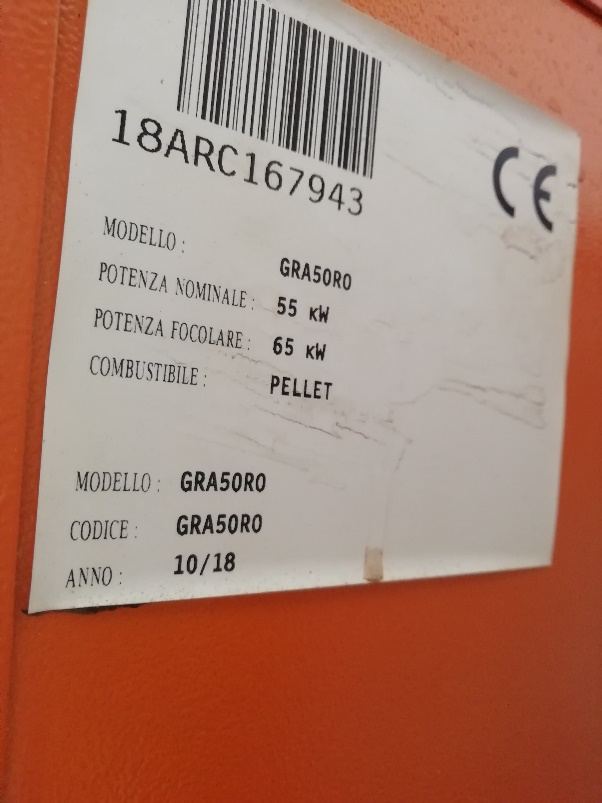 18ARC167943
CE
MODELLO : GRA50RO
POTENZA NOMINALE : 55 KW
POTENZA FOCOLARE : 65 KW
COMBUSTIBILE : PELLET
MODELLO : GRA50RO
CODICE : GRA50RO
ANNO : 10/18